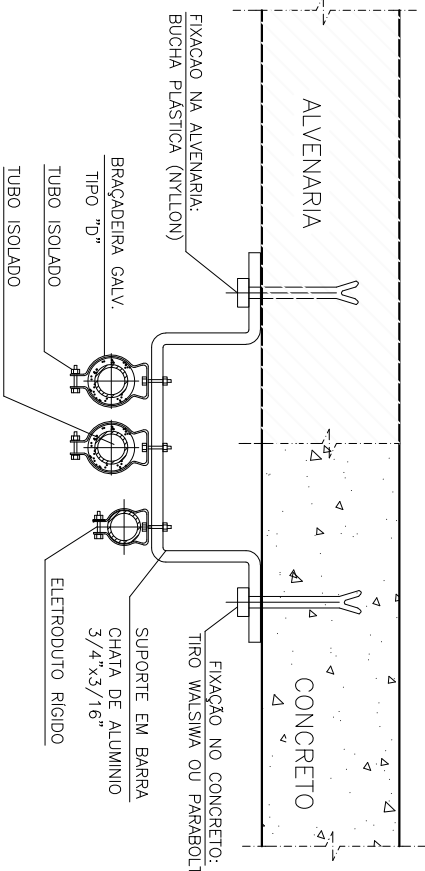 ALVENARIA
CONCRETO
FIXACAO NA ALVENARIA:
BUCHA PLÁSTICA (NYLLON)
FIXAÇÃO NO CONCRETO:
TIRO WALSIWA OU PARABOLT
BRAÇADEIRA GALV.
TIPO "D"
TUBO ISOLADO
TUBO ISOLADO
SUPORTE EM BARRA
CHATA DE ALUMINIO
3/4"x3/16"
ELETRODUTO RÍGIDO